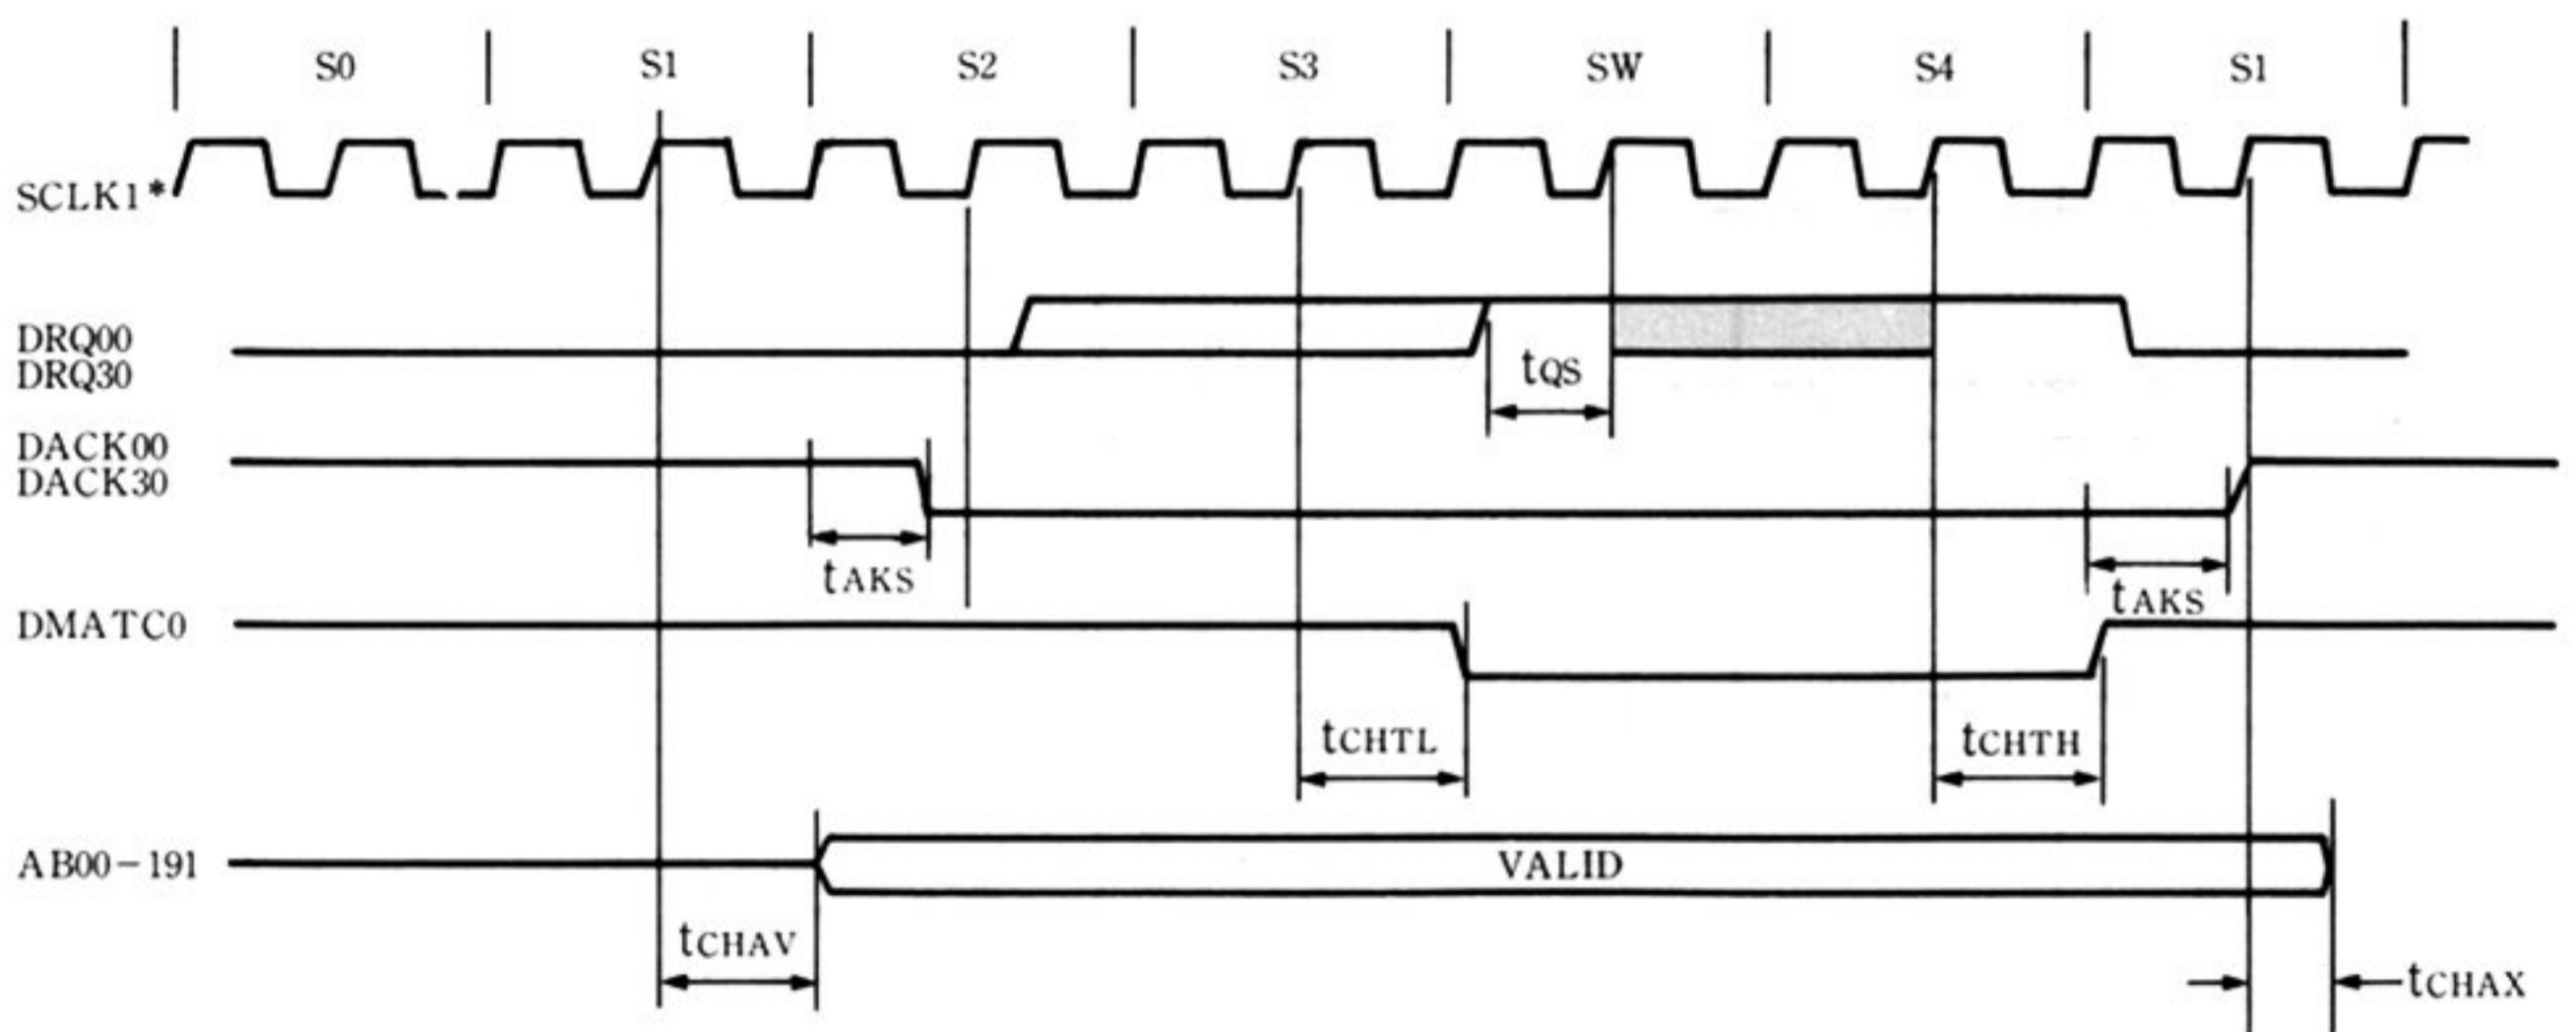 S0 S1 S2 S3 SW S4 S1
SCLK1*
DRQ00
DRQ30
tQS
DACK00
DACK30
tAKS
tAKS
DMATC0
tCHTL
tCHTH
AB00-191
VALID
tCHAV
tCHAX